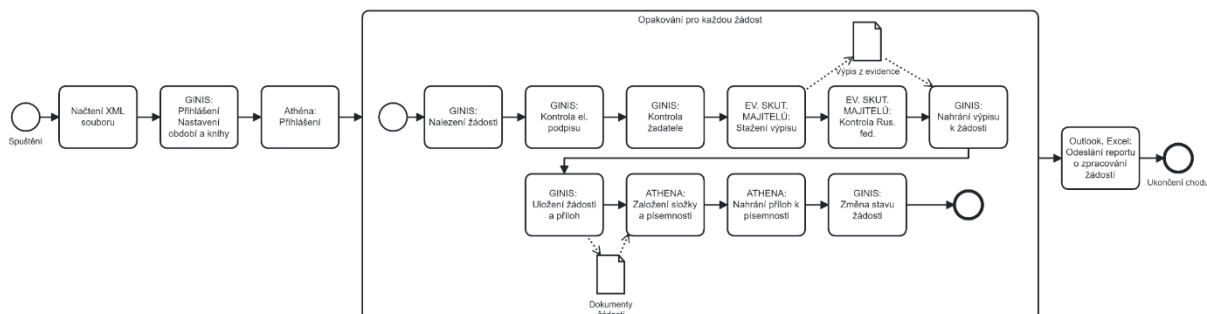 Opakování pro každou žádost
Výpis z evidence
Spuštění
Načtení XML
souboru
GINIS:
Přihlášení
Nastavení
období a knihy
Athéna:
Přihlášení
GINIS:
Nalezení žádosti
GINIS:
Kontrola el.
podpisu
GINIS:
Kontrola
žadatele
EV. SKUT.
MAJITELŮ:
Stažení výpisu
EV. SKUT.
MAJITELŮ:
Kontrola Rus.
fed.
GINIS:
Nahrání výpisu
k žádosti
GINIS:
Uložení žádosti
a příloh
ATHENA:
Založení složky
a písemnosti
ATHENA:
Nahrání příloh k
písemnosti
GINIS:
Změna stavu
žádosti
Dokumenty
žádosti
Outlook, Excel:
Odeslání reportu
o zpracování
žádostí
Ukončení chodu